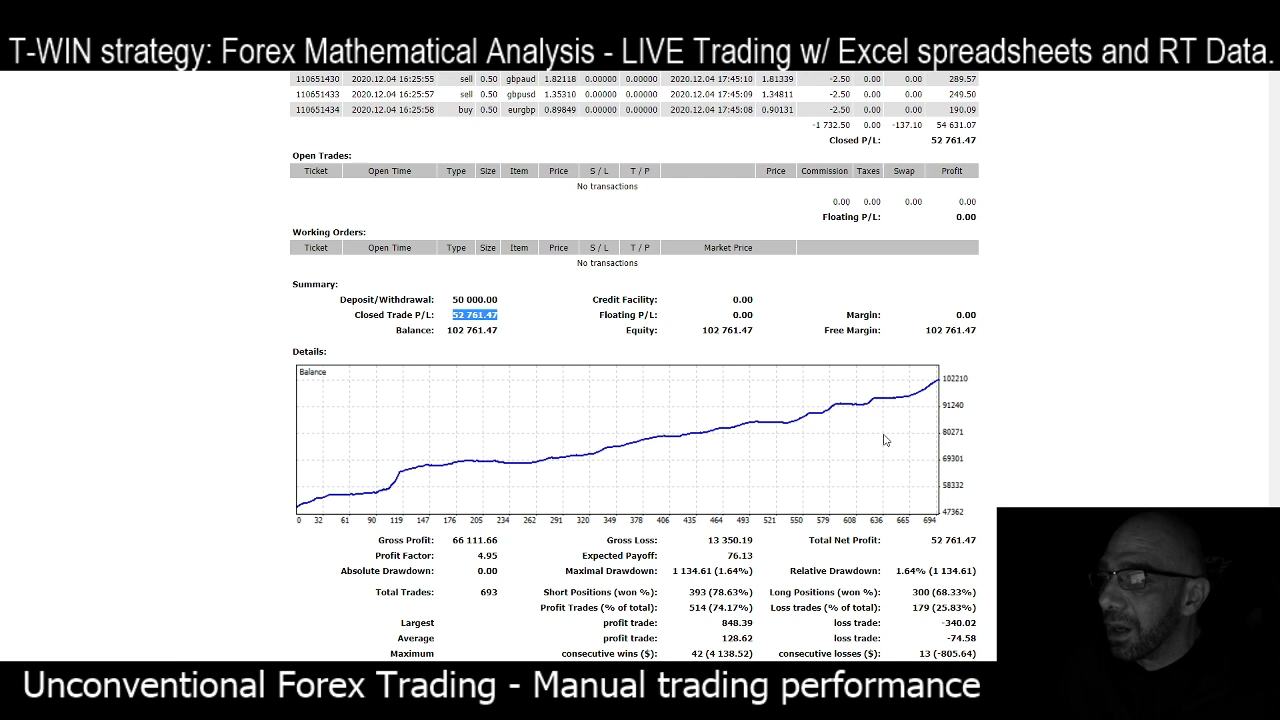 T-WIN strategy: Forex Mathematical Analysis - LIVE Trading w/ Excel spreadsheets and RT Data.
110651430 2020.12.04 16:25:55 sell 0.50 gbpaud 1.82118 0.00000 0.00000 2020.12.04 17:45:10 1.81339 -2.50 0.00 0.00 289.57
110651433 2020.12.04 16:25:57 sell 0.50 gbpusd 1.35310 0.00000 0.00000 2020.12.04 17:45:09 1.34811 -2.50 0.00 0.00 249.50
110651434 2020.12.04 16:25:58 buy 0.50 eurgbp 0.89849 0.00000 0.00000 2020.12.04 17:45:08 0.90131 -2.50 0.00 0.00 190.09
-1 732.50 0.00 -137.10 54 631.07
Closed P/L: 52 761.47
Open Trades:
Ticket Open Time Type Size Item Price S / L T / P Price Commission Taxes Swap Profit
No transactions
0.00 0.00 0.00 0.00
Floating P/L: 0.00
Working Orders:
Ticket Open Time Type Size Item Price S / L T / P Market Price
No transactions
Summary:
Deposit/Withdrawal: 50 000.00 Credit Facility: 0.00
Closed Trade P/L: 52 761.47 Floating P/L: 0.00 Margin: 0.00
Balance: 102 761.47 Equity: 102 761.47 Free Margin: 102 761.47
Details:
Balance
102210
91240
80271
69301
58332
47362
0 32 61 90 119 147 176 205 234 262 291 320 349 378 406 435 464 493 521 550 579 608 636 665 694
Gross Profit: 66 111.66 Gross Loss: 13 350.19 Total Net Profit: 52 761.47
Profit Factor: 4.95 Expected Payoff: 76.13
Absolute Drawdown: 0.00 Maximal Drawdown: 1 134.61 (1.64%) Relative Drawdown: 1.64% (1 134.61)
Total Trades: 693 Short Positions (won %): 393 (78.63%) Long Positions (won %): 300 (68.33%)
Profit Trades (% of total): 514 (74.17%) Loss trades (% of total): 179 (25.83%)
Largest profit trade: 848.39 loss trade: -340.02
Average profit trade: 128.62 loss trade: -74.58
Maximum consecutive wins ($): 42 (4 138.52) consecutive losses ($): 13 (-805.64)
Unconventional Forex Trading - Manual trading performance